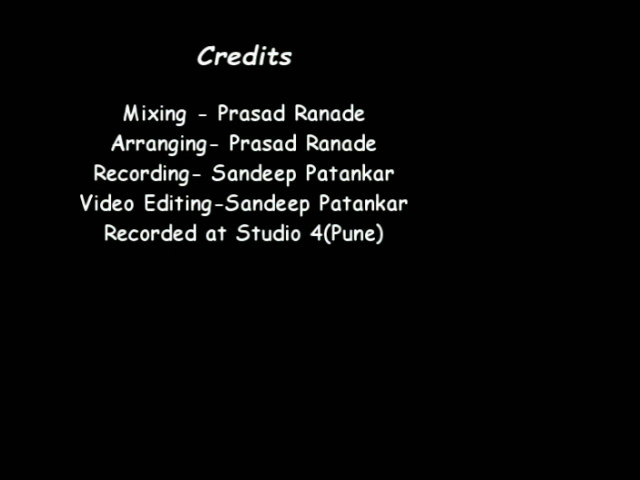 Credits
Mixing - Prasad Ranade
Arranging- Prasad Ranade
Recording- Sandeep Patankar
Video Editing-Sandeep Patankar
Recorded at Studio 4(Pune)